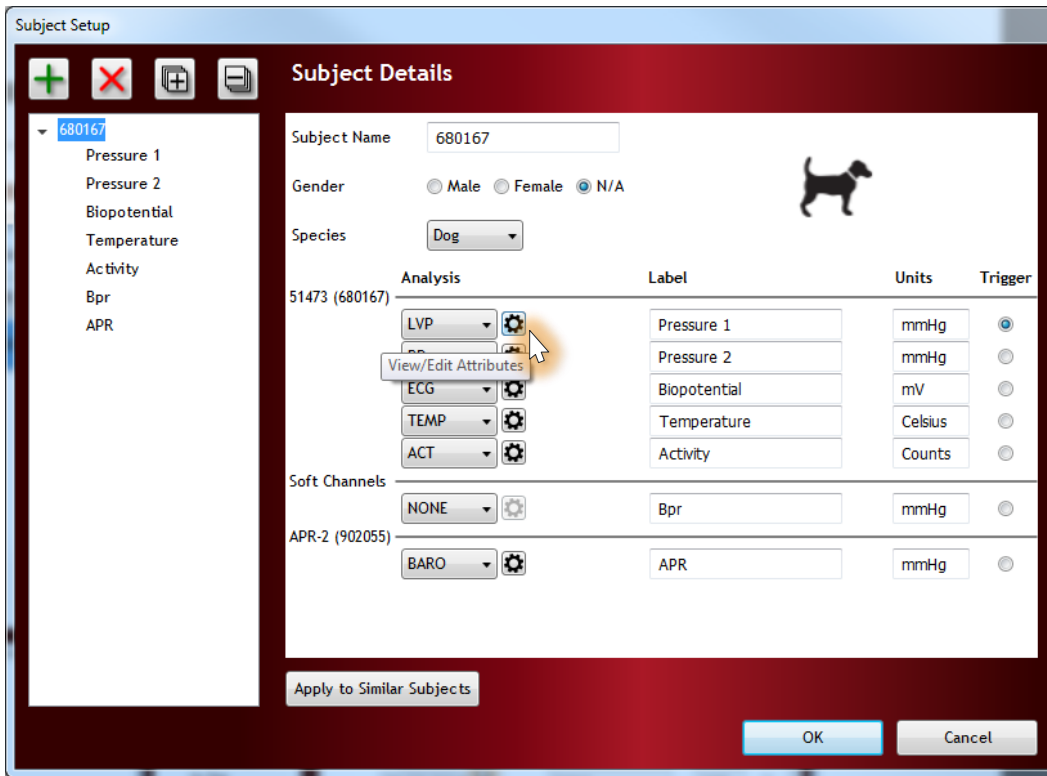 Subject Setup
Subject Details
680167
Pressure 1
Pressure 2
Biopotential
Temperature
Activity
Bpr
APR
Subject Name 680167
Gender Male Female N/A
Species Dog
Analysis Label Units Trigger
51473 (680167)
LVP Pressure 1 mmHg
Pressure 2 mmHg
View/Edit Attributes
ECG Biopotential mV
TEMP Temperature Celsius
ACT Activity Counts
Soft Channels
NONE Bpr mmHg
APR-2 (902055)
BARO APR mmHg
Apply to Similar Subjects
OK Cancel